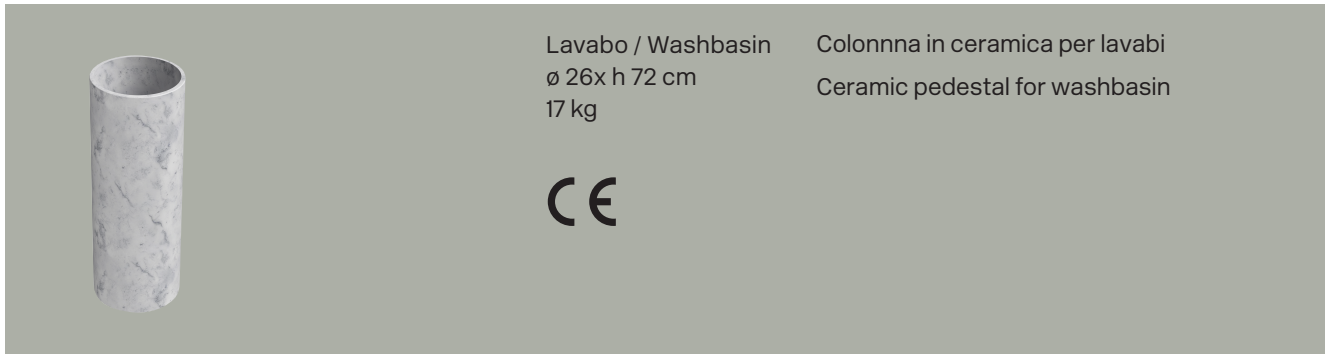 Lavabo / Washbasin
ø 26x h 72 cm
17 kg
CE
Colonnna in ceramica per lavabi
Ceramic pedestal for washbasin